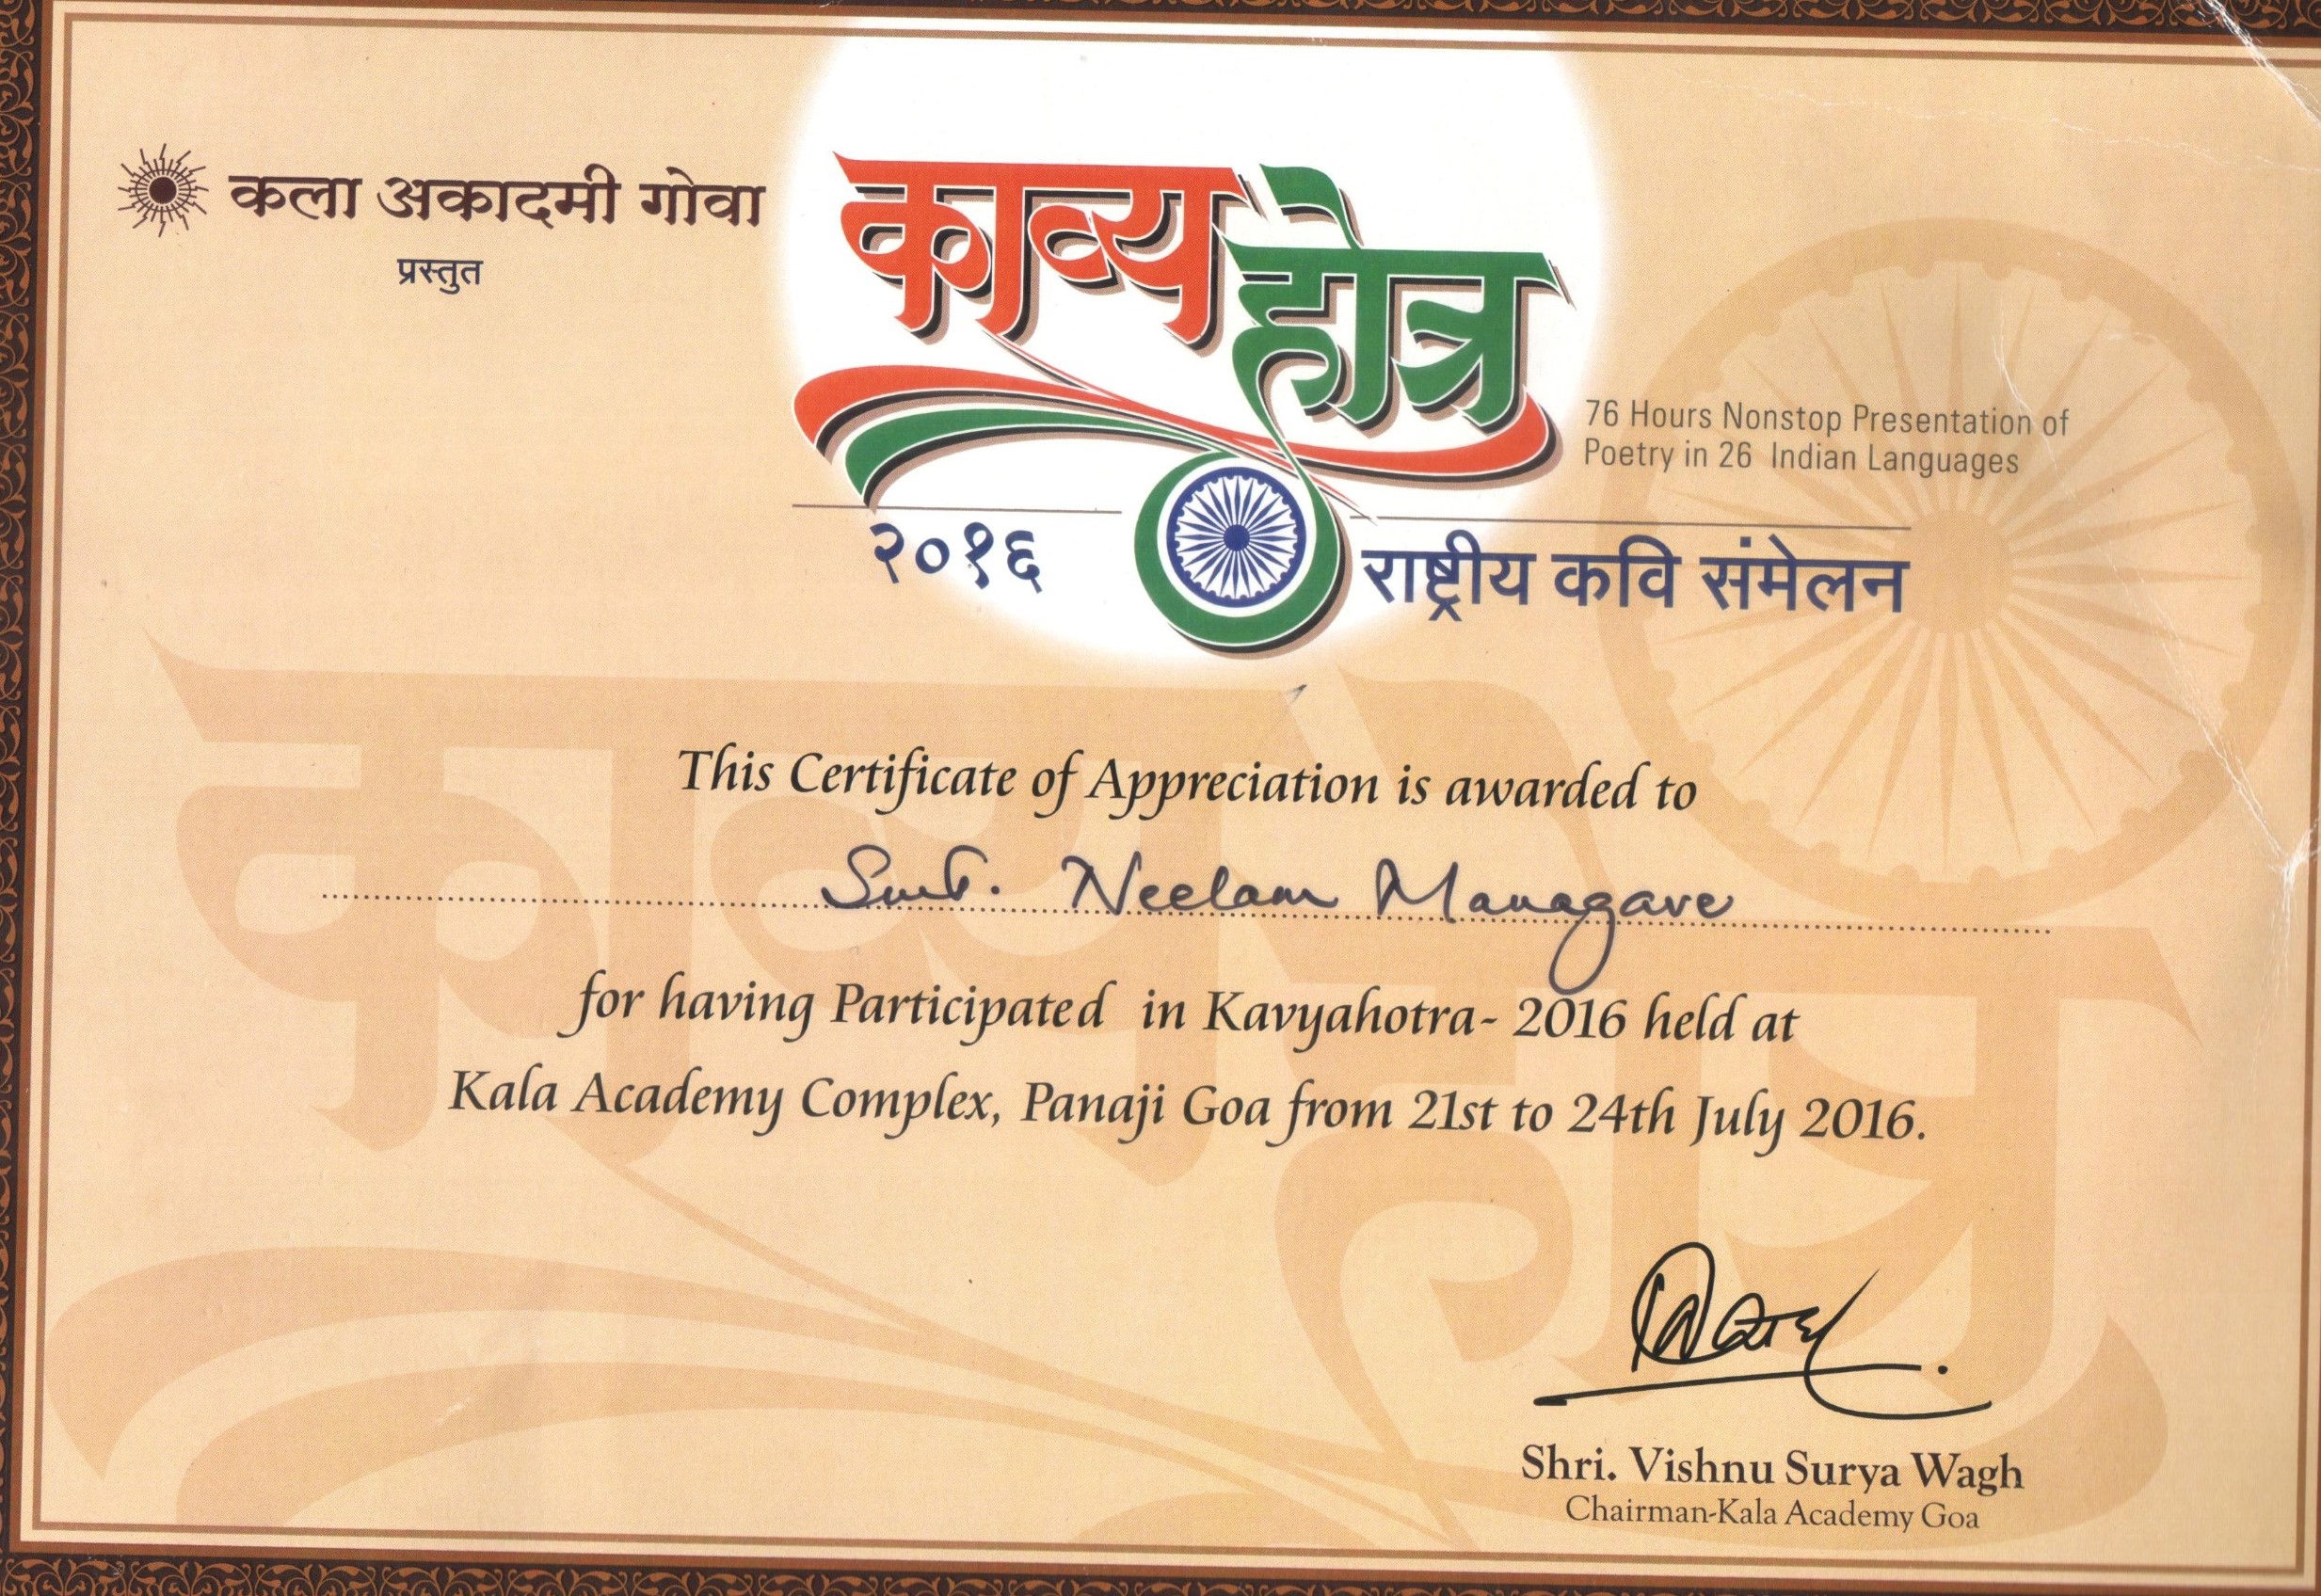 कला अकादमी गोवा
प्रस्तुत
काव्य
होत्र
76 Hours Nonstop Presentation of
Poetry in 26 Indian Languages
२०१६
राष्ट्रीय कवि संमेलन
This Certificate of Appreciation is awarded to
Smt. Neelam Managave
for having Participated in Kavyahotra- 2016 held at
Kala Academy Complex, Panaji Goa from 21st to 24th July 2016.
Shri. Vishnu Surya Wagh
Chairman-Kala Academy Goa